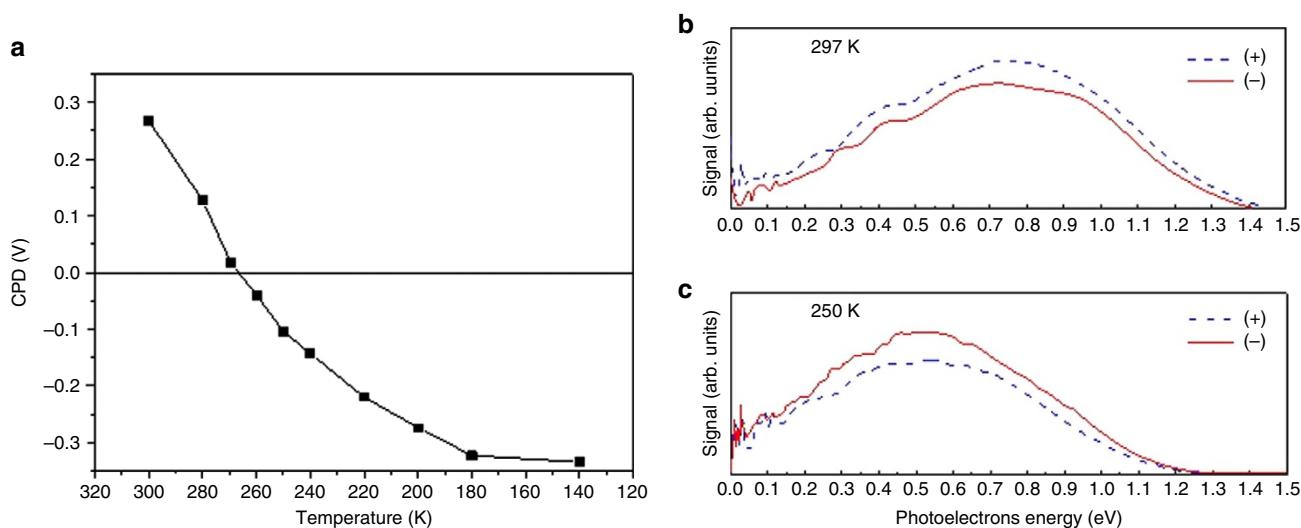 a
0.3
0.2
0.1
0.0
–0.1
–0.2
–0.3
CPD (V)
320 300 280 260 240 220 200 180 160 140 120
Temperature (K)
b
297 K
(+)
(–)
Signal (arb. uunits)
0.0 0.1 0.2 0.3 0.4 0.5 0.6 0.7 0.8 0.9 1.0 1.1 1.2 1.3 1.4 1.5
c
250 K
(+)
(–)
Signal (arb. units)
0.0 0.1 0.2 0.3 0.4 0.5 0.6 0.7 0.8 0.9 1.0 1.1 1.2 1.3 1.4 1.5
Photoelectrons energy (eV)